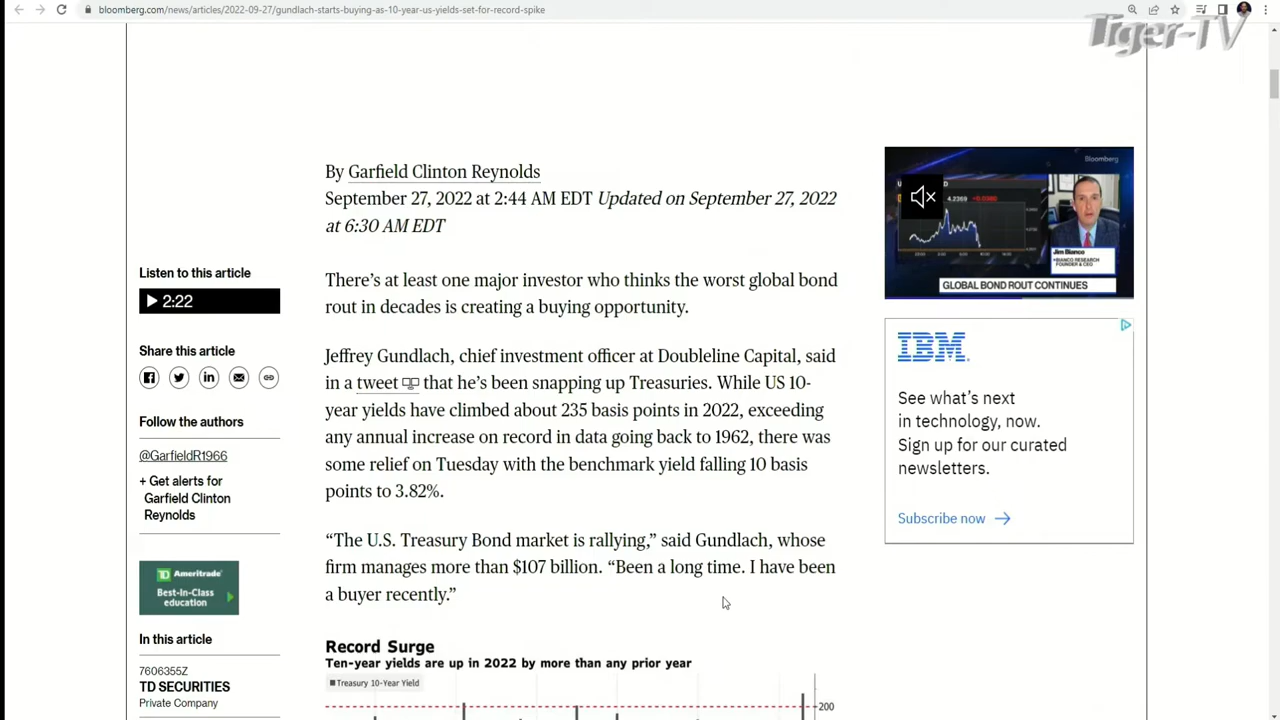 bloomberg.com/news/articles/2022-09-27/gundlach-starts-buying-as-10-year-us-yields-set-for-record-spike
Tiger-TV
By Garfield Clinton Reynolds
September 27, 2022 at 2:44 AM EDT Updated on September 27, 2022
at 6:30 AM EDT
Listen to this article
2:22
Share this article
Follow the authors
@GarfieldR1966
+ Get alerts for
Garfield Clinton
Reynolds
Ameritrade
Best-In-Class
education
In this article
7606355Z
TD SECURITIES
Private Company
There's at least one major investor who thinks the worst global bond
rout in decades is creating a buying opportunity.
Jeffrey Gundlach, chief investment officer at Doubleline Capital, said
in a tweet that he's been snapping up Treasuries. While US 10-
year yields have climbed about 235 basis points in 2022, exceeding
any annual increase on record in data going back to 1962, there was
some relief on Tuesday with the benchmark yield falling 10 basis
points to 3.82%.
“The U.S. Treasury Bond market is rallying,” said Gundlach, whose
firm manages more than $107 billion. “Been a long time. I have been
a buyer recently.”
Record Surge
Ten-year yields are up in 2022 by more than any prior year
Treasury 10-Year Yield
200
Bloomberg
4.2369
Jim Bianco
BIANCO RESEARCH
FOUNDER & CEO
GLOBAL BOND ROUT CONTINUES
IBM
See what's next
in technology, now.
Sign up for our curated
newsletters.
Subscribe now